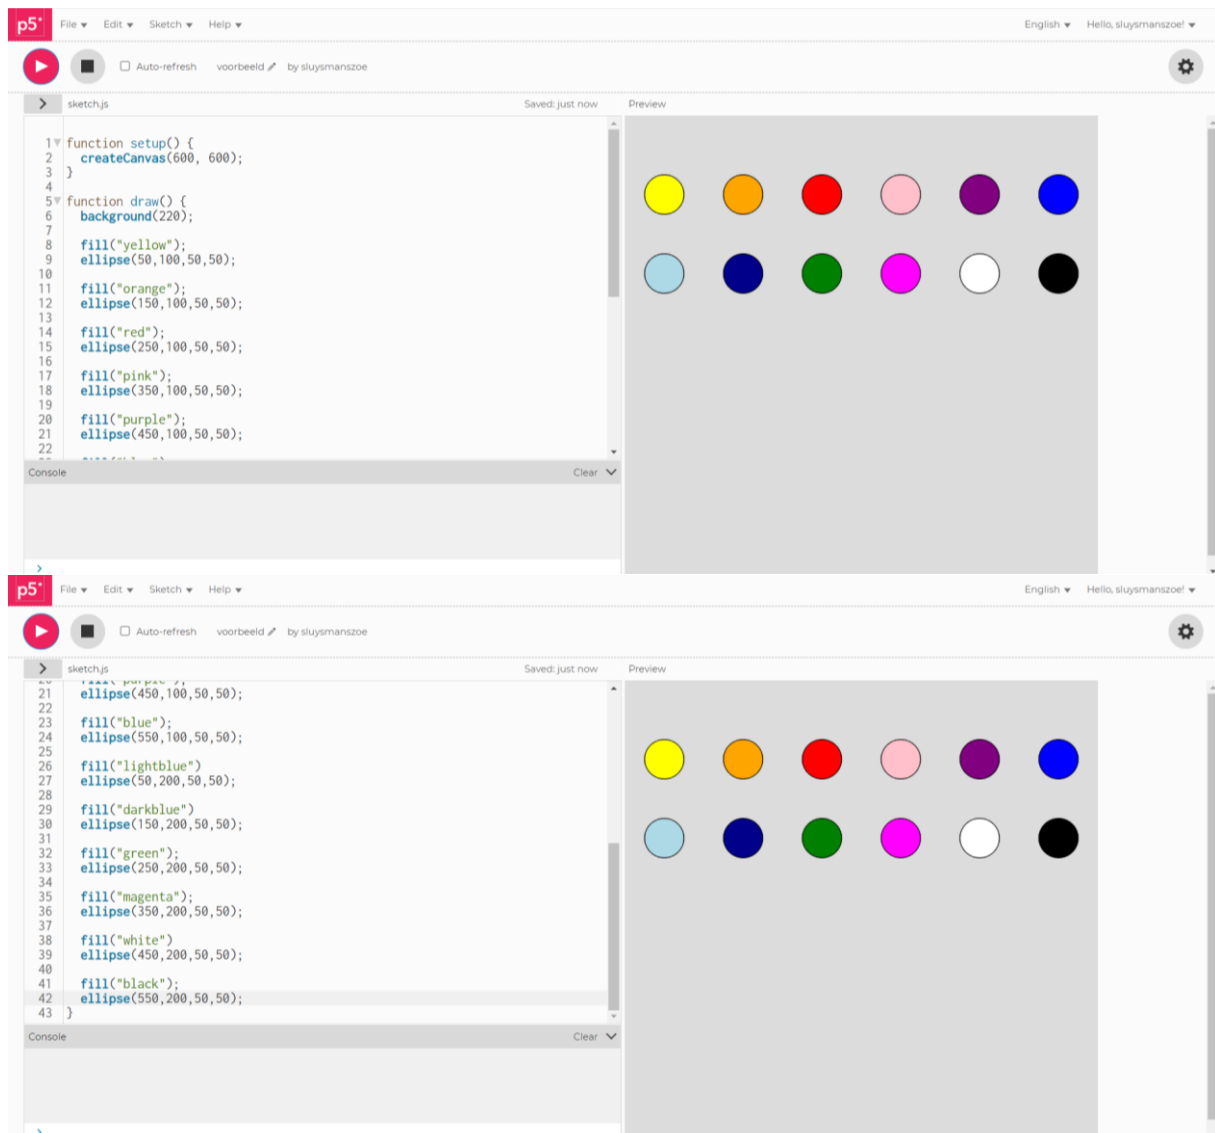 p5* File Edit Sketch Help English Hello, sluysmanszoe!
Auto-refresh voorbeeld by sluysmanszoe
> sketch.js Saved: just now Preview
1 function setup() {
2 createCanvas(600, 600);
3 }
4
5 function draw() {
6 background(220);
7
8 fill("yellow");
9 ellipse(50,100,50,50);
10
11 fill("orange");
12 ellipse(150,100,50,50);
13
14 fill("red");
15 ellipse(250,100,50,50);
16
17 fill("pink");
18 ellipse(350,100,50,50);
19
20 fill("purple");
21 ellipse(450,100,50,50);
22
Console Clear
>
p5* File Edit Sketch Help English Hello, sluysmanszoe!
Auto-refresh voorbeeld by sluysmanszoe
> sketch.js Saved: just now Preview
20 fill("purple");
21 ellipse(450,100,50,50);
22
23 fill("blue");
24 ellipse(550,100,50,50);
25
26 fill("lightblue")
27 ellipse(50,200,50,50);
28
29 fill("darkblue")
30 ellipse(150,200,50,50);
31
32 fill("green");
33 ellipse(250,200,50,50);
34
35 fill("magenta");
36 ellipse(350,200,50,50);
37
38 fill("white")
39 ellipse(450,200,50,50);
40
41 fill("black");
42 ellipse(550,200,50,50);
43 }
Console Clear